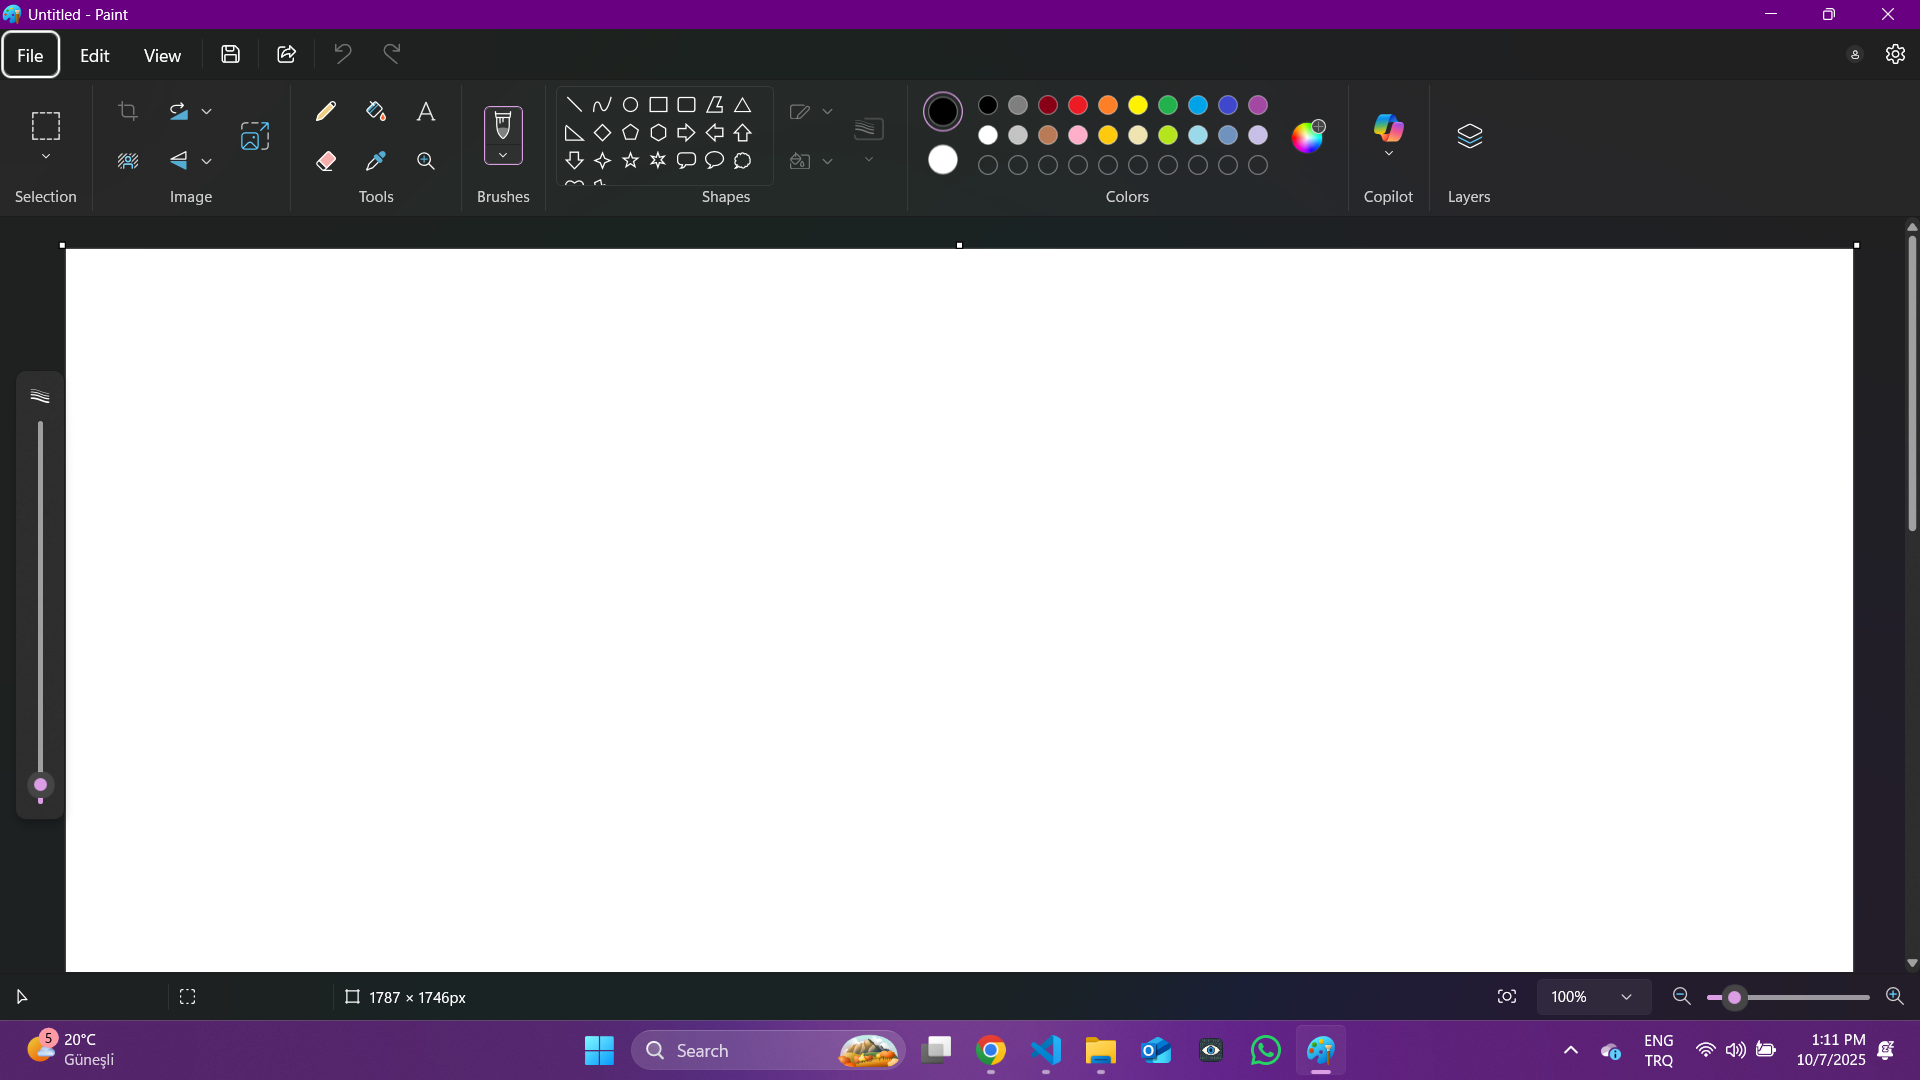 Untitled - Paint
File Edit View
Selection Image Tools Brushes Shapes Colors Copilot Layers
1787 × 1746px 100%
5 20°C
Güneşli
Search
ENG
TRQ
1:11 PM
10/7/2025